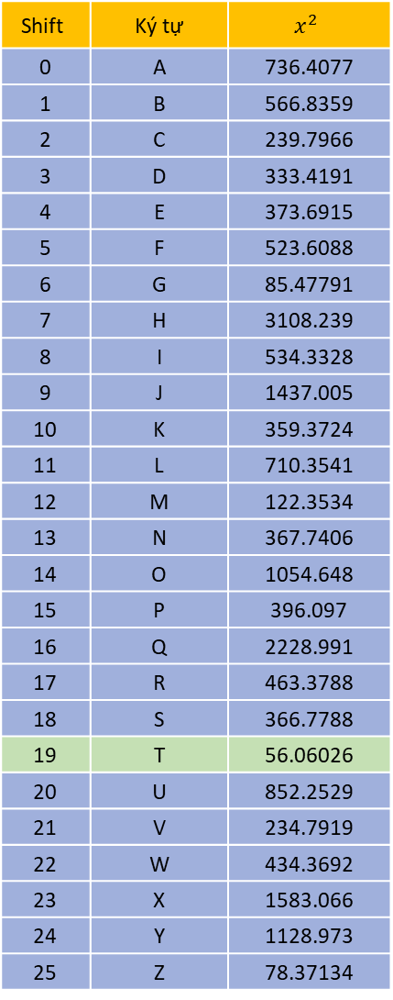 Shift Ký tự 𝑥²
0 A 736.4077
1 B 566.8359
2 C 239.7966
3 D 333.4191
4 E 373.6915
5 F 523.6088
6 G 85.47791
7 H 3108.239
8 I 534.3328
9 J 1437.005
10 K 359.3724
11 L 710.3541
12 M 122.3534
13 N 367.7406
14 O 1054.648
15 P 396.097
16 Q 2228.991
17 R 463.3788
18 S 366.7788
19 T 56.06026
20 U 852.2529
21 V 234.7919
22 W 434.3692
23 X 1583.066
24 Y 1128.973
25 Z 78.37134